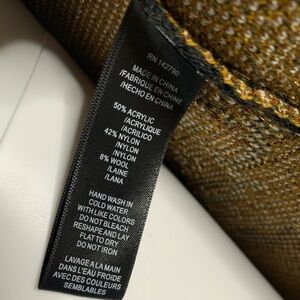 RN 142790
MADE IN CHINA
/FABRIQUE EN CHINE
/HECHO EN CHINA
50% ACRYLIC
/ACRYLIQUE
/ACRILICO
42% NYLON
/NYLON
/NYLON
8% WOOL
/LAINE
/LANA
HAND WASH IN
COLD WATER
WITH LIKE COLORS
DO NOT BLEACH
RESHAPE AND LAY
FLAT TO DRY
DO NOT IRON
LAVAGE A LA MAIN
DANS L'EAU FROIDE
AVEC DES COULEURS
SEMBLABLES